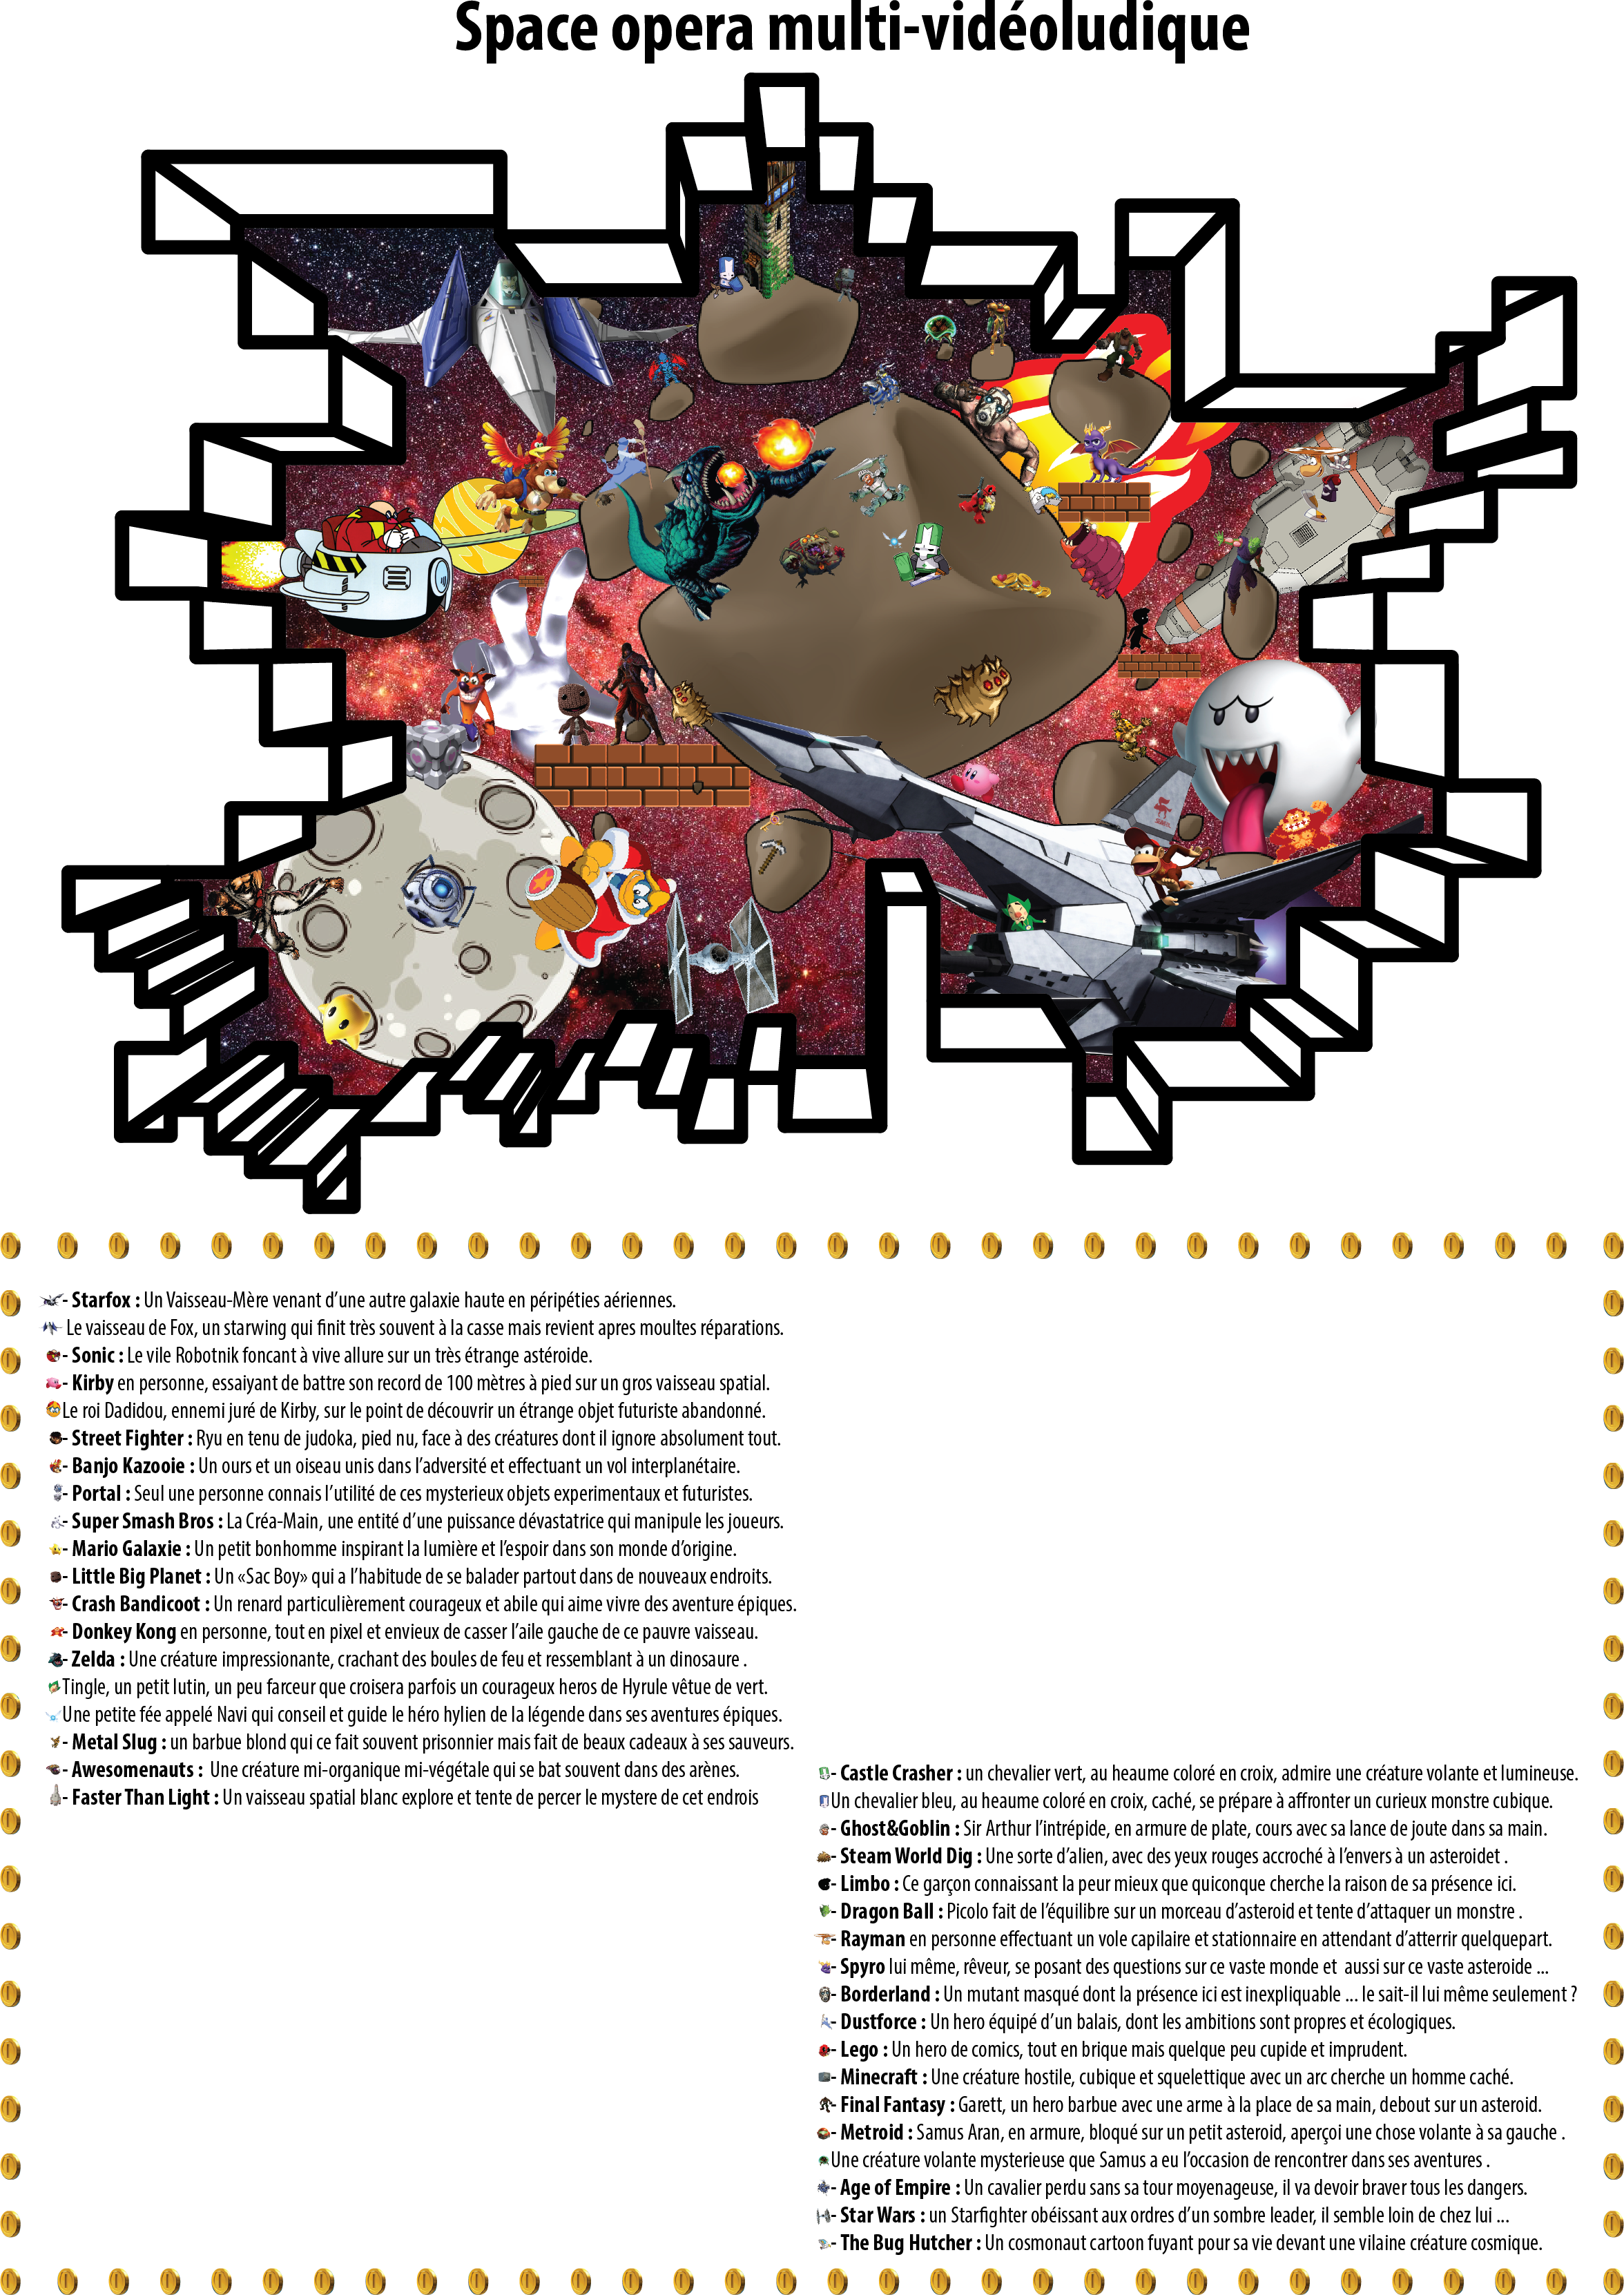 Space opera multi-vidéoludique
- Starfox : Un Vaisseau-Mère venant d’une autre galaxie haute en péripéties aériennes.
Le vaisseau de Fox, un starwing qui finit très souvent à la casse mais revient apres moultes réparations.
- Sonic : Le vile Robotnik foncant à vive allure sur un très étrange astéroide.
- Kirby en personne, essaiyant de battre son record de 100 mètres à pied sur un gros vaisseau spatial.
Le roi Dadidou, ennemi juré de Kirby, sur le point de découvrir un étrange objet futuriste abandonné.
- Street Fighter : Ryu en tenu de judoka, pied nu, face à des créatures dont il ignore absolument tout.
- Banjo Kazooie : Un ours et un oiseau unis dans l’adversité et effectuant un vol interplanétaire.
- Portal : Seul une personne connais l’utilité de ces mysterieux objets experimentaux et futuristes.
- Super Smash Bros : La Créa-Main, une entité d’une puissance dévastatrice qui manipule les joueurs.
- Mario Galaxie : Un petit bonhomme inspirant la lumière et l’espoir dans son monde d’origine.
- Little Big Planet : Un «Sac Boy» qui a l’habitude de se balader partout dans de nouveaux endroits.
- Crash Bandicoot : Un renard particulièrement courageux et abile qui aime vivre des aventure épiques.
- Donkey Kong en personne, tout en pixel et envieux de casser l’aile gauche de ce pauvre vaisseau.
- Zelda : Une créature impressionante, crachant des boules de feu et ressemblant à un dinosaure .
Tingle, un petit lutin, un peu farceur que croisera parfois un courageux heros de Hyrule vêtue de vert.
Une petite fée appelé Navi qui conseil et guide le héro hylien de la légende dans ses aventures épiques.
- Metal Slug : un barbue blond qui ce fait souvent prisonnier mais fait de beaux cadeaux à ses sauveurs.
- Awesomenauts : Une créature mi-organique mi-végétale qui se bat souvent dans des arènes.
- Faster Than Light : Un vaisseau spatial blanc explore et tente de percer le mystere de cet endrois
- Castle Crasher : un chevalier vert, au heaume coloré en croix, admire une créature volante et lumineuse.
Un chevalier bleu, au heaume coloré en croix, caché, se prépare à affronter un curieux monstre cubique.
- Ghost&Goblin : Sir Arthur l’intrépide, en armure de plate, cours avec sa lance de joute dans sa main.
- Steam World Dig : Une sorte d’alien, avec des yeux rouges accroché à l’envers à un asteroidet .
- Limbo : Ce garçon connaissant la peur mieux que quiconque cherche la raison de sa présence ici.
- Dragon Ball : Picolo fait de l’équilibre sur un morceau d’asteroid et tente d’attaquer un monstre .
- Rayman en personne effectuant un vole capilaire et stationnaire en attendant d’atterrir quelquepart.
- Spyro lui même, rêveur, se posant des questions sur ce vaste monde et aussi sur ce vaste asteroide ...
- Borderland : Un mutant masqué dont la présence ici est inexpliquable ... le sait-il lui même seulement ?
- Dustforce : Un hero équipé d’un balais, dont les ambitions sont propres et écologiques.
- Lego : Un hero de comics, tout en brique mais quelque peu cupide et imprudent.
- Minecraft : Une créature hostile, cubique et squelettique avec un arc cherche un homme caché.
- Final Fantasy : Garett, un hero barbue avec une arme à la place de sa main, debout sur un asteroid.
- Metroid : Samus Aran, en armure, bloqué sur un petit asteroid, aperçoi une chose volante à sa gauche .
Une créature volante mysterieuse que Samus a eu l’occasion de rencontrer dans ses aventures .
- Age of Empire : Un cavalier perdu sans sa tour moyenageuse, il va devoir braver tous les dangers.
- Star Wars : un Starfighter obéissant aux ordres d’un sombre leader, il semble loin de chez lui ...
- The Bug Hutcher : Un cosmonaut cartoon fuyant pour sa vie devant une vilaine créature cosmique.